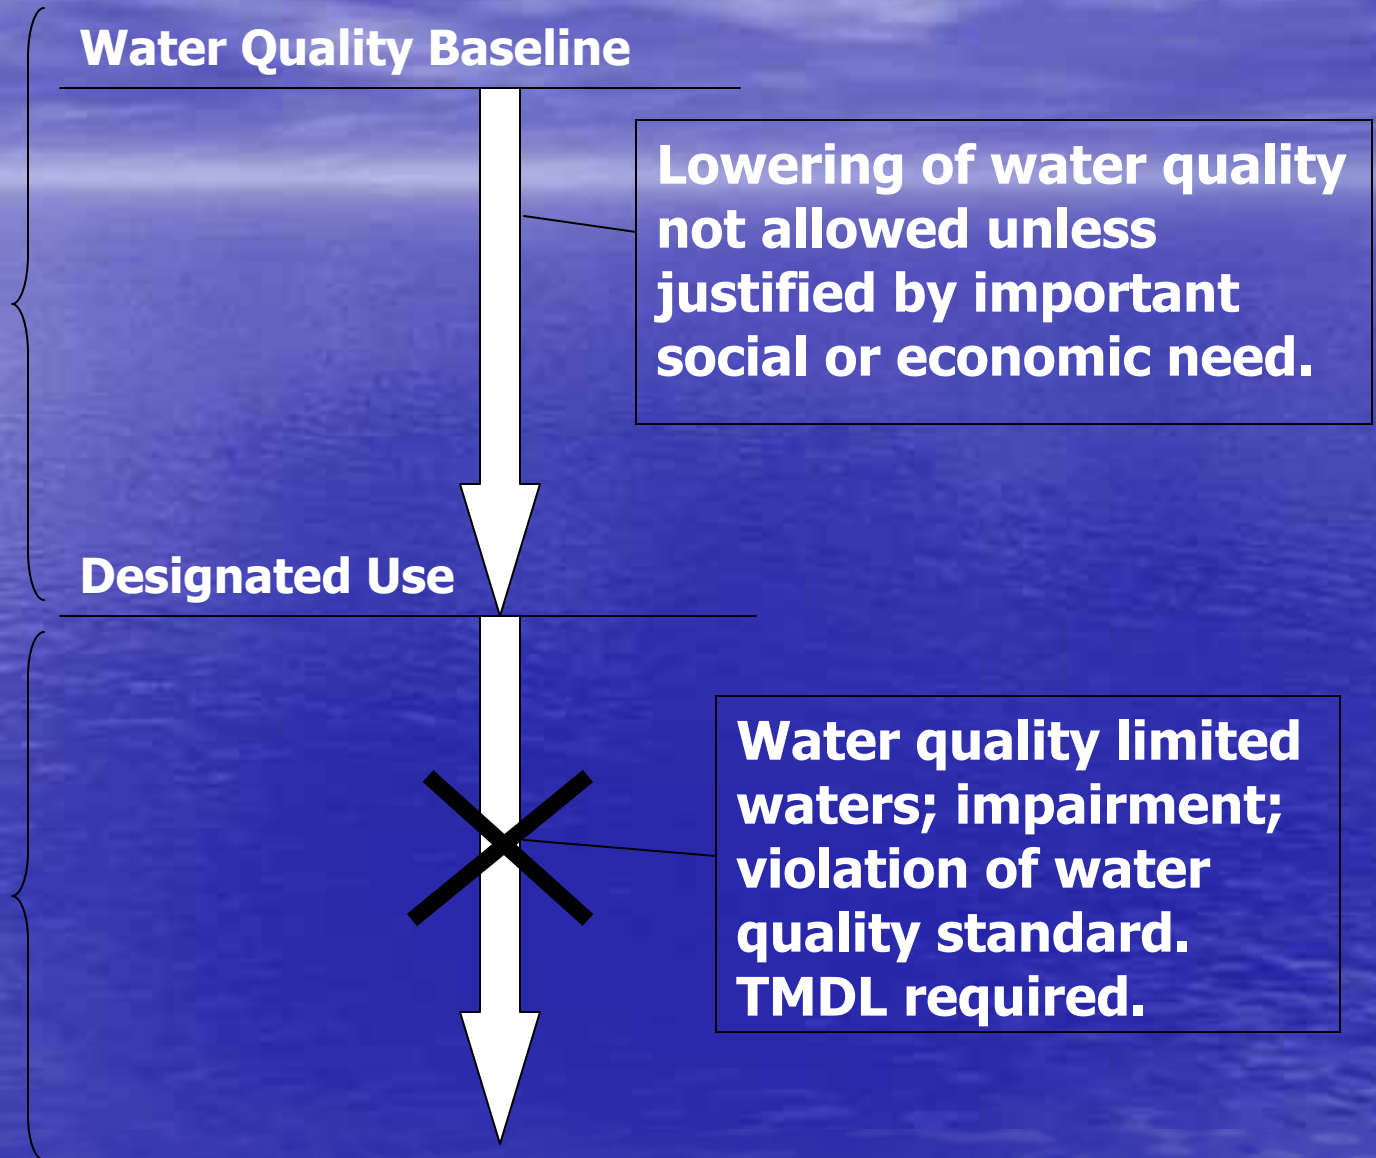 Water Quality Baseline
Lowering of water quality
not allowed unless
justified by important
social or economic need.
Designated Use
Water quality limited
waters; impairment;
violation of water
quality standard.
TMDL required.